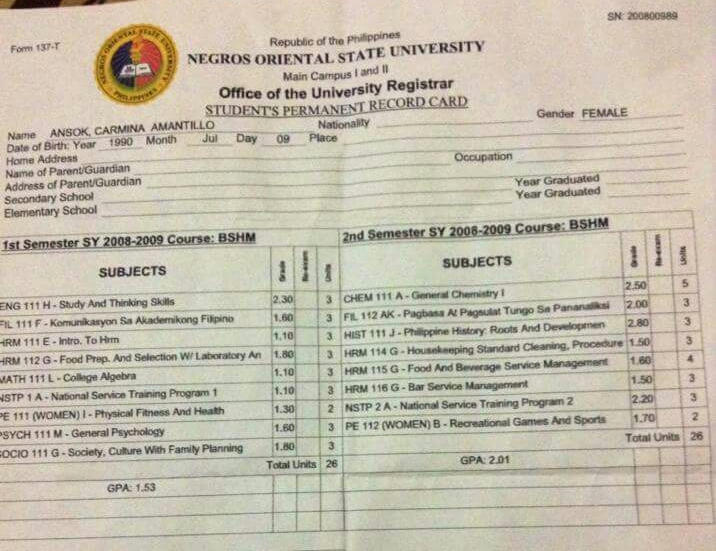 SN: 200800989
Form 137-T
NEGROS ORIENTAL STATE UNIVERSITY
PHILIPPINES
Republic of the Philippines
NEGROS ORIENTAL STATE UNIVERSITY
Main Campus I and II
Office of the University Registrar
STUDENT'S PERMANENT RECORD CARD
Name ANSOK, CARMINA AMANTILLO Nationality Gender FEMALE
Date of Birth: Year 1990 Month Jul Day 09 Place
Home Address
Name of Parent/Guardian Occupation
Address of Parent/Guardian
Secondary School Year Graduated
Elementary School Year Graduated
1st Semester SY 2008-2009 Course: BSHM
SUBJECTS Grade Re-exam Units
ENG 111 H - Study And Thinking Skills 2.30 3
FIL 111 F - Komunikasyon Sa Akademikong Filipino 1.60 3
HRM 111 E - Intro. To Hrm 1.10 3
HRM 112 G - Food Prep. And Selection W/ Laboratory An 1.80 3
MATH 111 L - College Algebra 1.10 3
NSTP 1 A - National Service Training Program 1 1.10 3
PE 111 (WOMEN) I - Physical Fitness And Health 1.30 2
PSYCH 111 M - General Psychology 1.60 3
SOCIO 111 G - Society, Culture With Family Planning 1.80 3
Total Units 26
GPA: 1.53
2nd Semester SY 2008-2009 Course: BSHM
SUBJECTS Grade Re-exam Units
CHEM 111 A - General Chemistry I 2.50 5
FIL 112 AK - Pagbasa At Pagsulat Tungo Sa Pananaliksi 2.00 3
HIST 111 J - Philippine History: Roots And Developmen 2.80 3
HRM 114 G - Housekeeping Standard Cleaning, Procedure 1.50 3
HRM 115 G - Food And Beverage Service Management 1.60 4
HRM 116 G - Bar Service Management 1.50 3
NSTP 2 A - National Service Training Program 2 2.20 3
PE 112 (WOMEN) B - Recreational Games And Sports 1.70 2
Total Units 26
GPA: 2.01